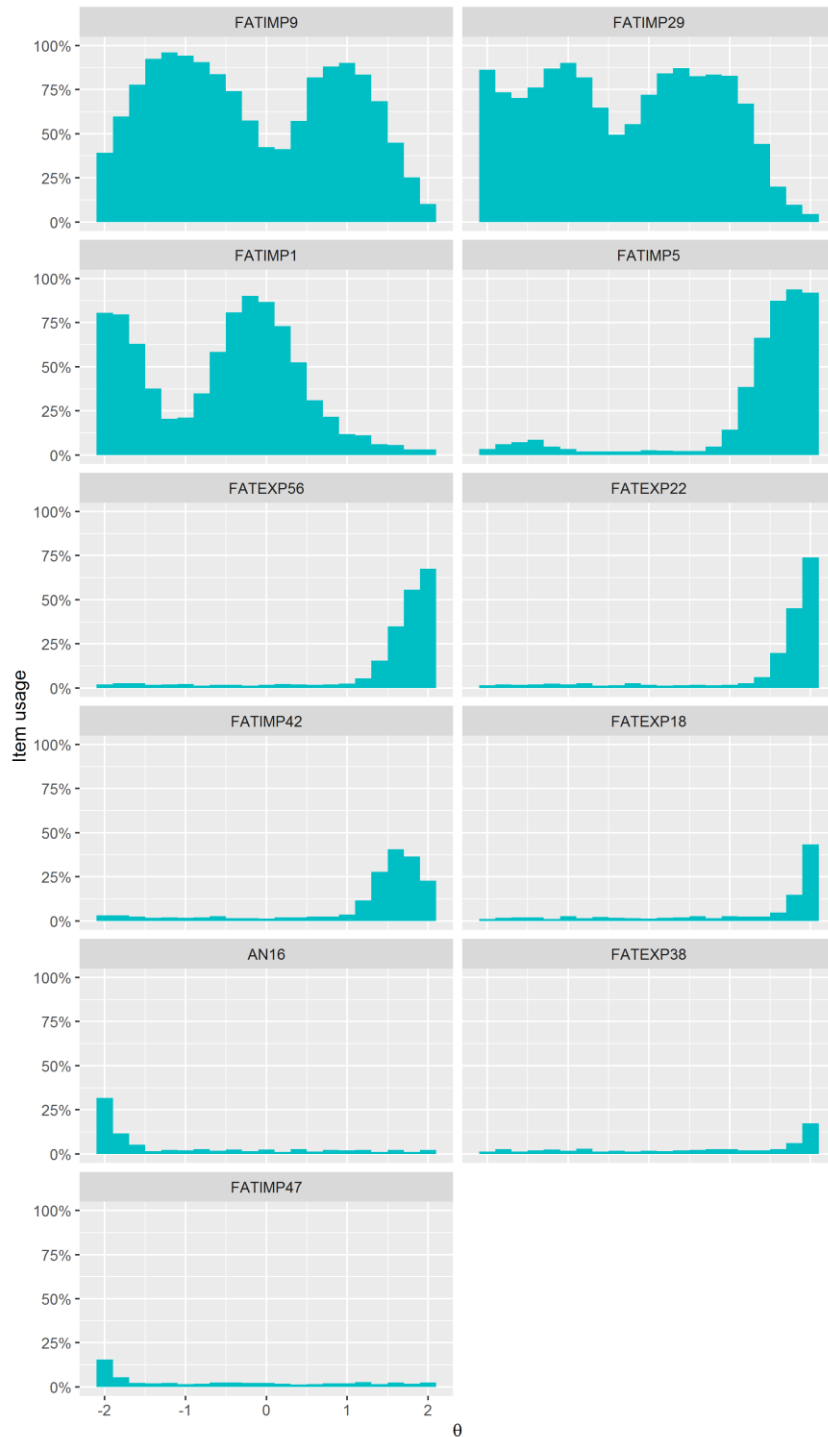 FATIMP9
FATIMP29
100%
75%
50%
25%
0%
FATIMP1
FATIMP5
100%
75%
50%
25%
0%
FATEXP56
FATEXP22
100%
75%
50%
25%
0%
Item usage
FATIMP42
FATEXP18
100%
75%
50%
25%
0%
AN16
FATEXP38
100%
75%
50%
25%
0%
FATIMP47
100%
75%
50%
25%
0%
-2 -1 0 1 2
θ